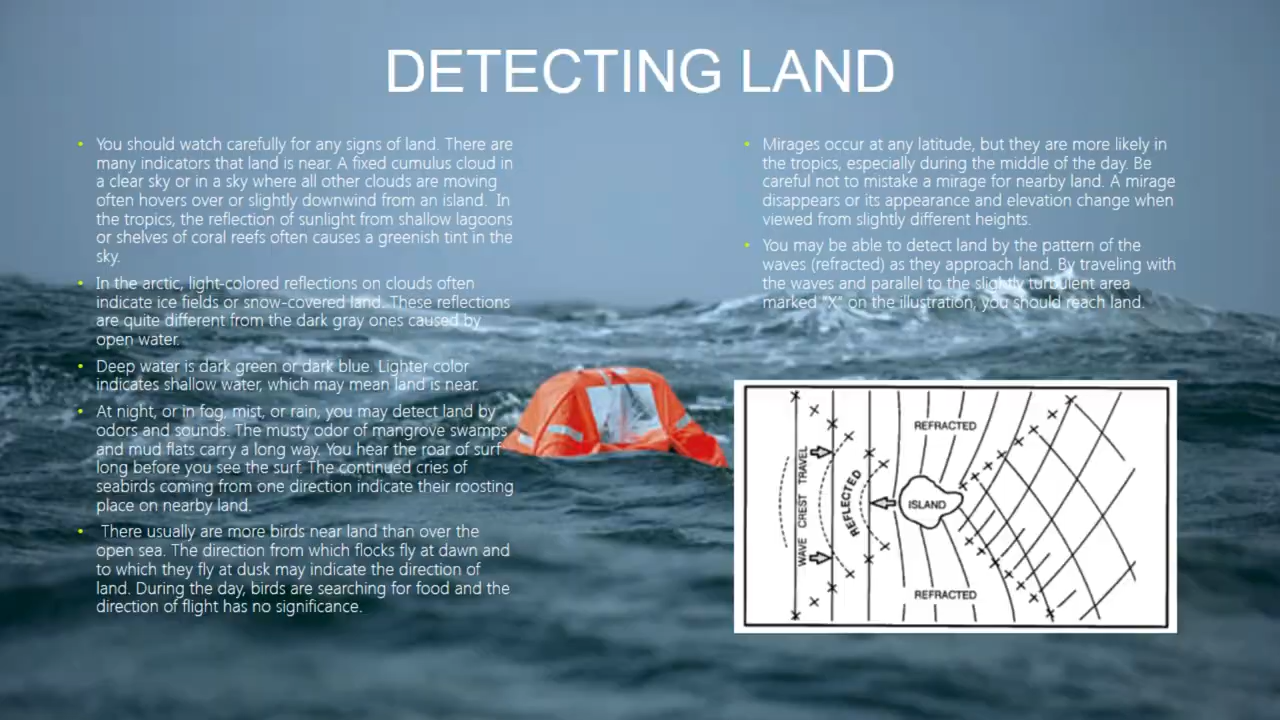 DETECTING LAND
• You should watch carefully for any signs of land. There are
many indicators that land is near. A fixed cumulus cloud in
a clear sky or in a sky where all other clouds are moving
often hovers over or slightly downwind from an island.  In
the tropics, the reflection of sunlight from shallow lagoons
or shelves of coral reefs often causes a greenish tint in the
sky.
• In the arctic, light-colored reflections on clouds often
indicate ice fields or snow-covered land. These reflections
are quite different from the dark gray ones caused by
open water.
• Deep water is dark green or dark blue. Lighter color
indicates shallow water, which may mean land is near.
• At night, or in fog, mist, or rain, you may detect land by
odors and sounds. The musty odor of mangrove swamps
and mud flats carry a long way. You hear the roar of surf
long before you see the surf. The continued cries of
seabirds coming from one direction indicate their roosting
place on nearby land.
• There usually are more birds near land than over the
open sea. The direction from which flocks fly at dawn and
to which they fly at dusk may indicate the direction of
land. During the day, birds are searching for food and the
direction of flight has no significance.
• Mirages occur at any latitude, but they are more likely in
the tropics, especially during the middle of the day. Be
careful not to mistake a mirage for nearby land. A mirage
disappears or its appearance and elevation change when
viewed from slightly different heights.
• You may be able to detect land by the pattern of the
waves (refracted) as they approach land. By traveling with
the waves and parallel to the slightly turbulent area
marked "X" on the illustration, you should reach land.
WAVE CREST TRAVEL
REFLECTED
REFRACTED
ISLAND
REFRACTED